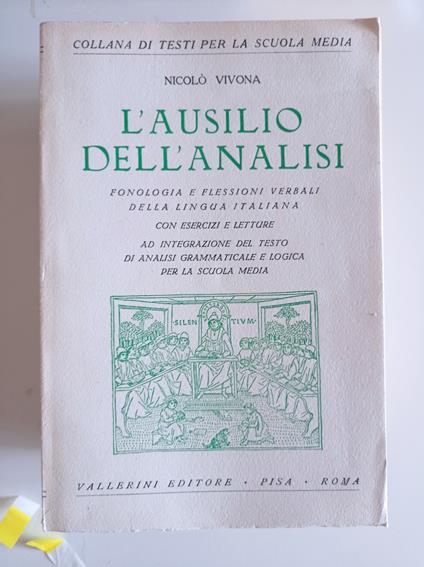 COLLANA DI TESTI PER LA SCUOLA MEDIA
NICOLÒ VIVONA
L'AUSILIO
DELL'ANALISI
FONOLOGIA E FLESSIONI VERBALI
DELLA LINGUA ITALIANA
CON ESERCIZI E LETTURE
AD INTEGRAZIONE DEL TESTO
DI ANALISI GRAMMATICALE E LOGICA
PER LA SCUOLA MEDIA
·SILEN TIVM·
VALLERINI EDITORE · PISA · ROMA